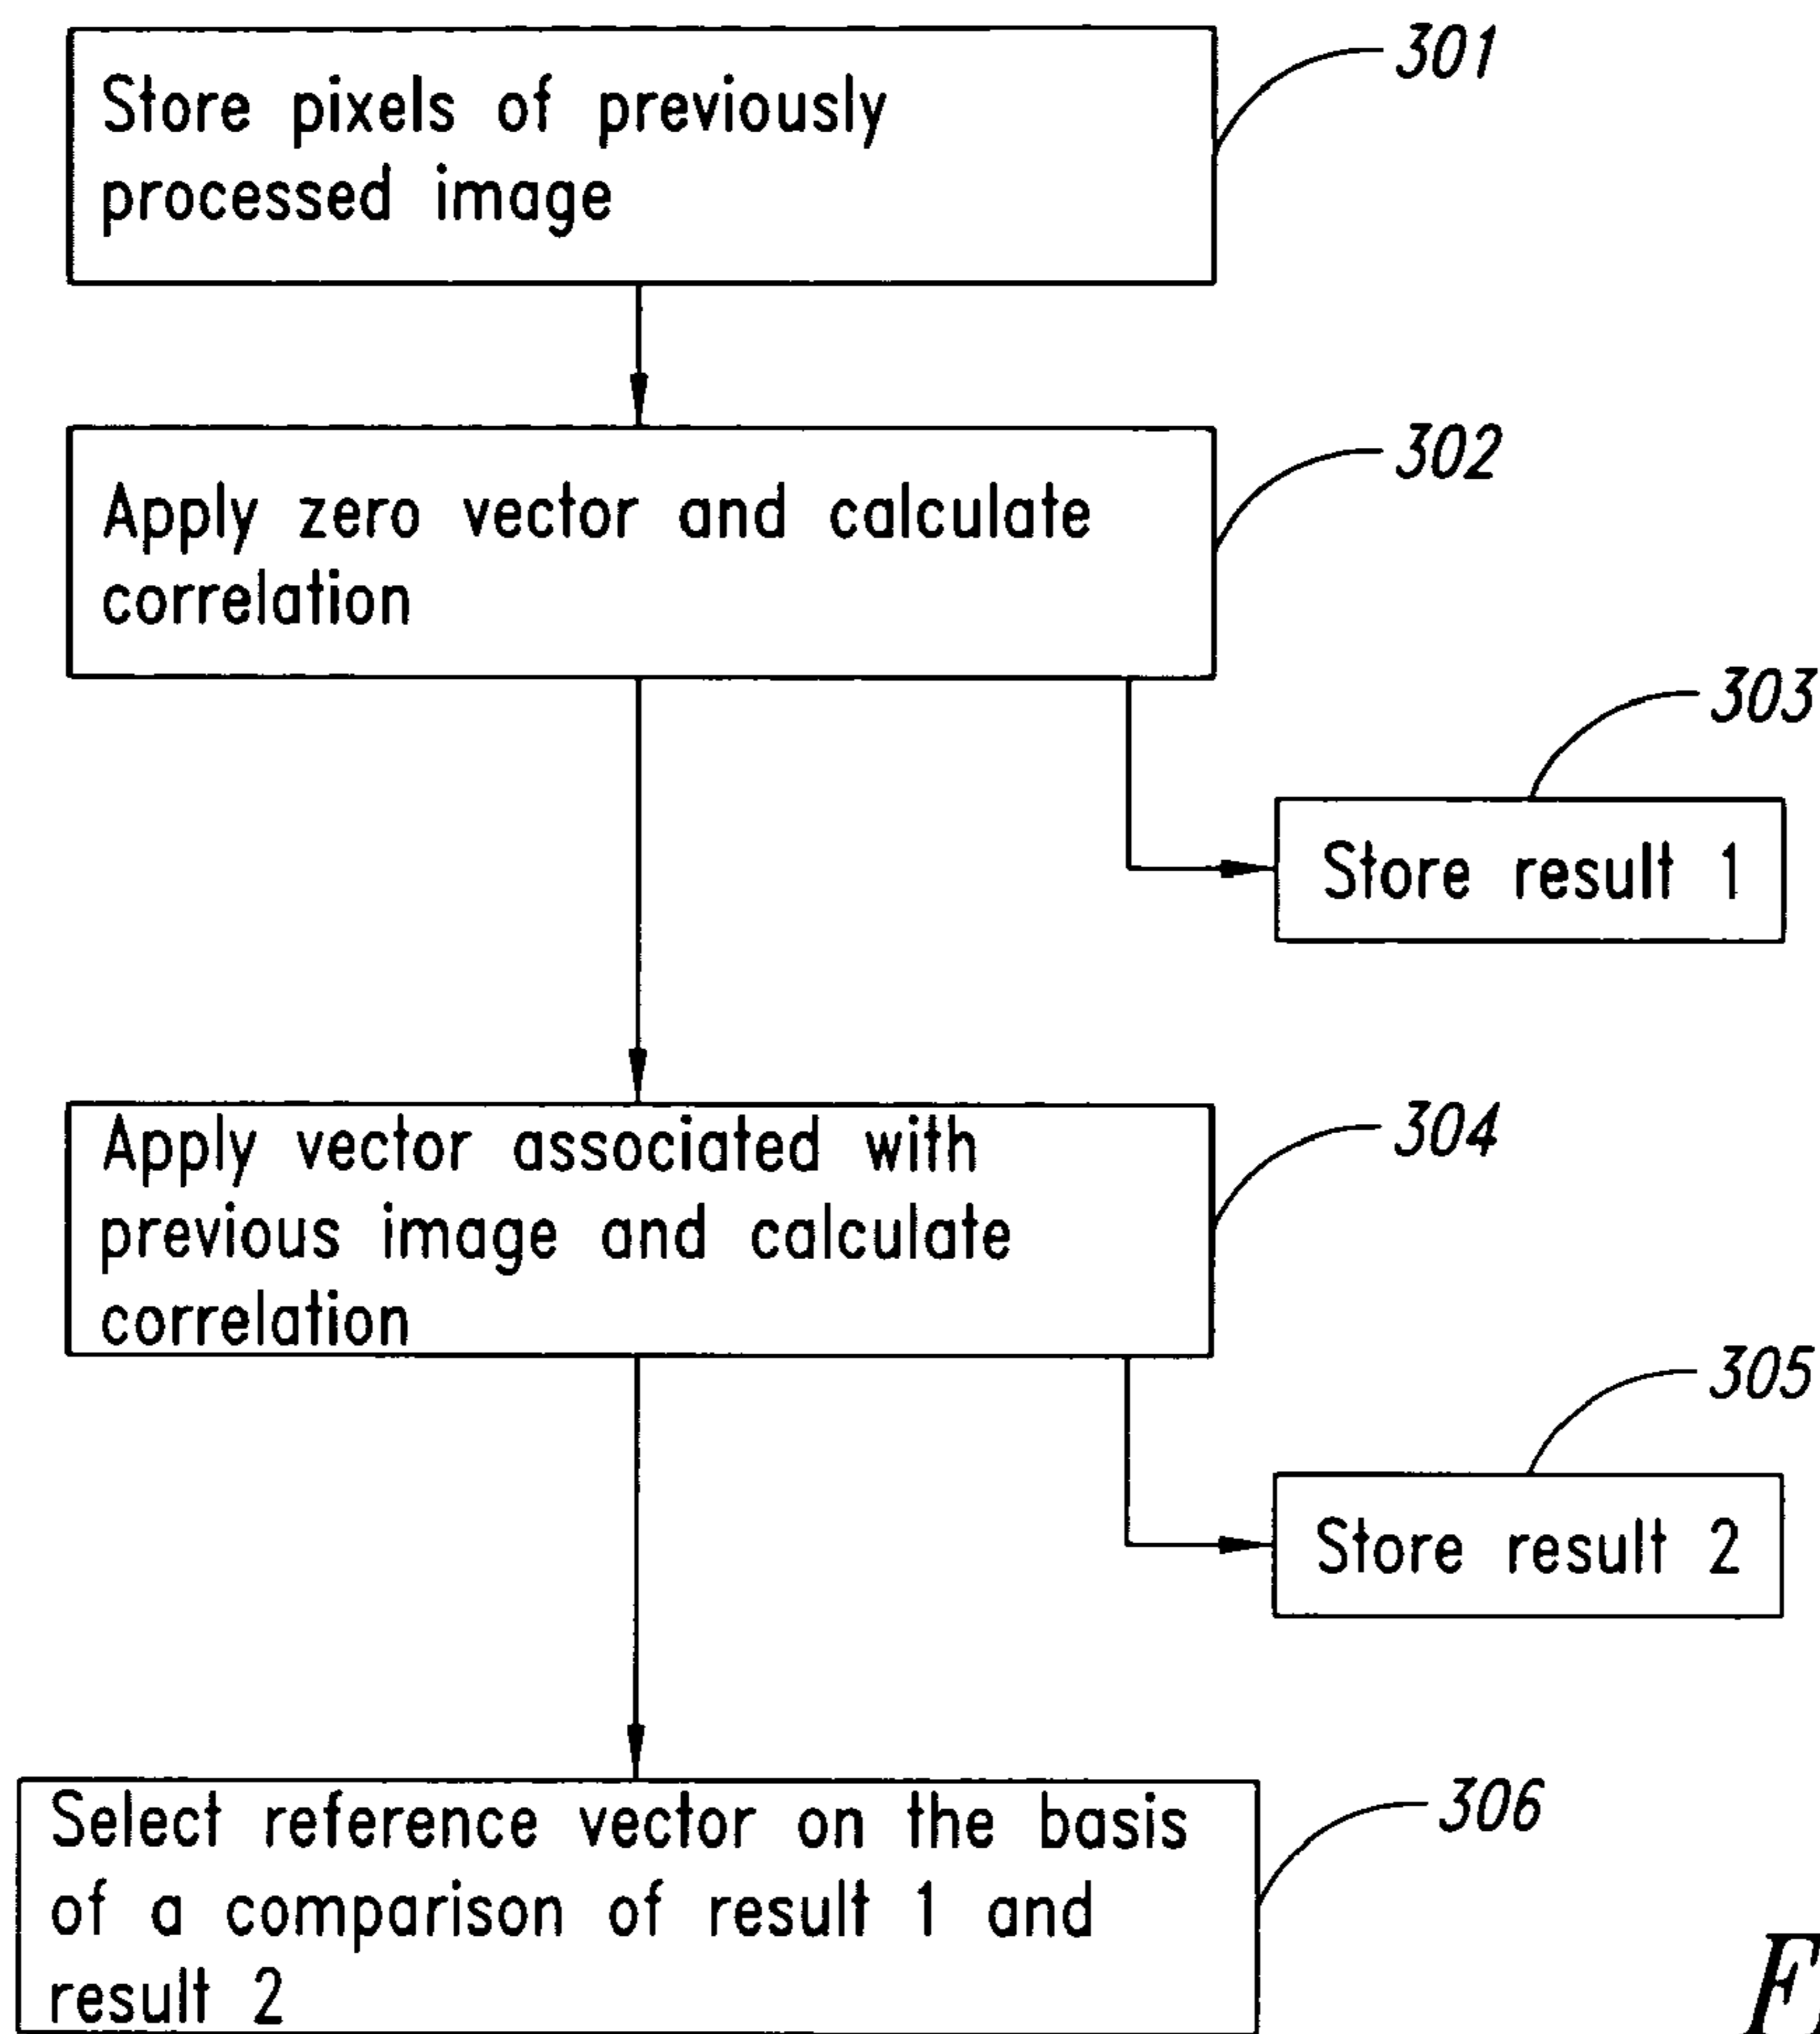 Store pixels of previously
processed image
301
Apply zero vector and calculate
correlation
302
303
Store result 1
Apply vector associated with
previous image and calculate
correlation
304
305
Store result 2
Select reference vector on the basis
of a comparison of result 1 and
result 2
306